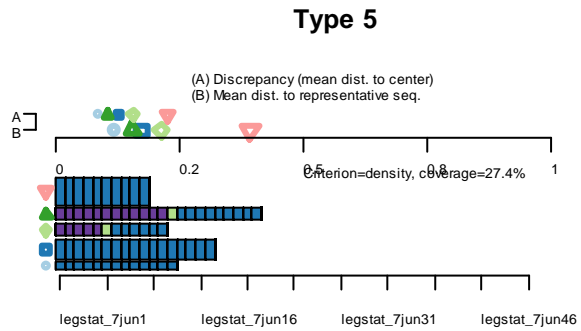 Type 5
(A) Discrepancy (mean dist. to center)
(B) Mean dist. to representative seq.
A
B
0 0.2 0.5 0.8 1
Criterion=density, coverage=27.4%
legstat_7jun1 legstat_7jun16 legstat_7jun31 legstat_7jun46